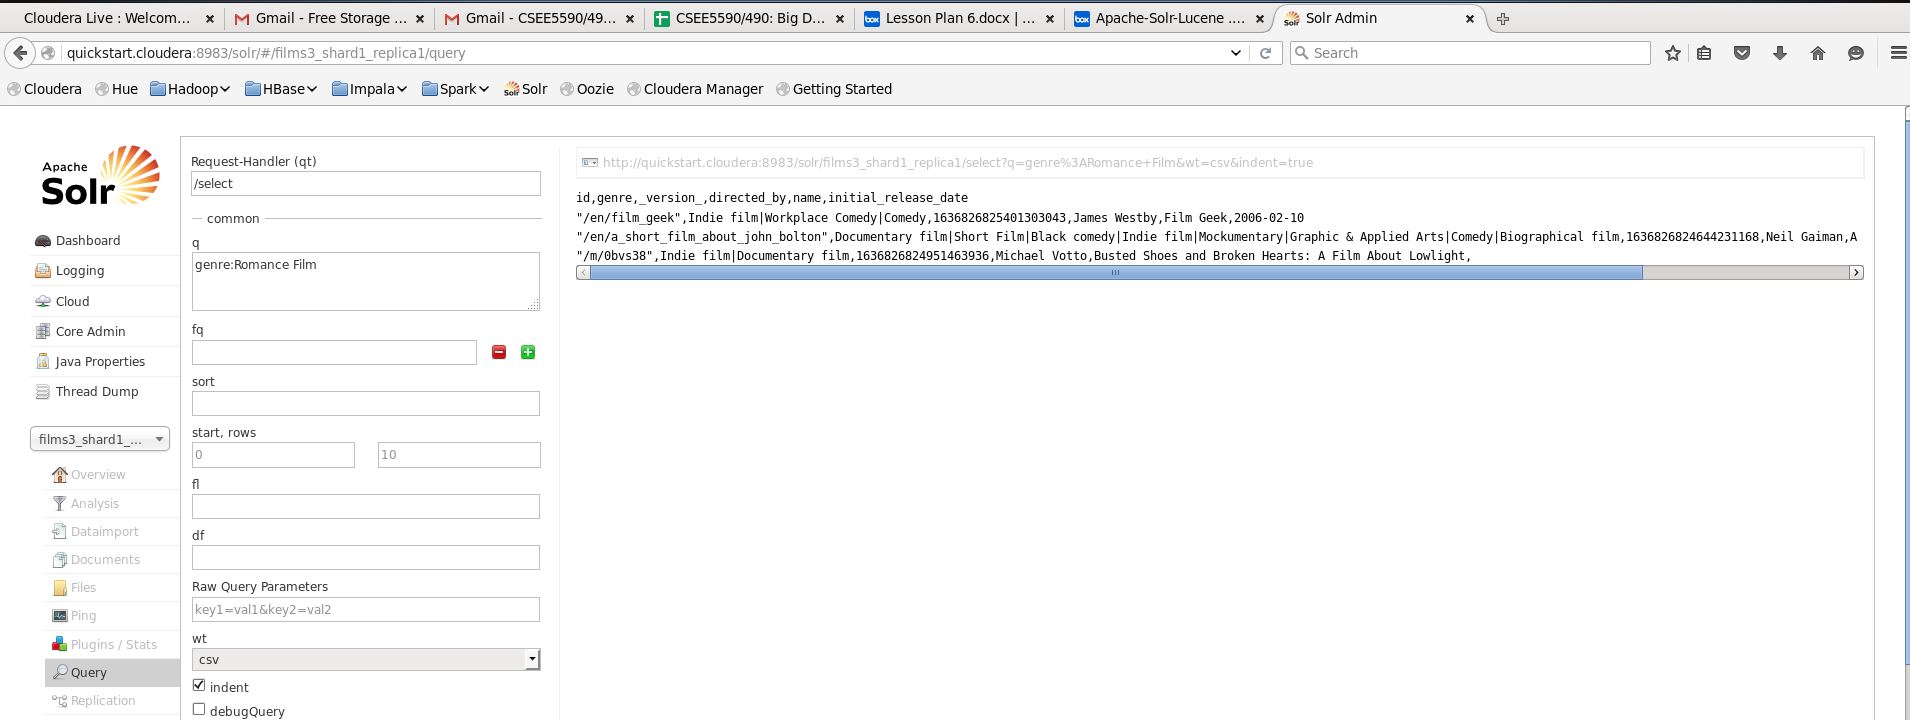 Cloudera Live : Welcom... × Gmail - Free Storage ... × Gmail - CSEE5590/49... × CSEE5590/490: Big D... × Lesson Plan 6.docx | ... × Apache-Solr-Lucene .... × Solr Admin ×
quickstart.cloudera:8983/solr/#/films3_shard1_replica1/query Search
Cloudera Hue Hadoop HBase Impala Spark Solr Oozie Cloudera Manager Getting Started
Apache
Solr
Dashboard
Logging
Cloud
Core Admin
Java Properties
Thread Dump
films3_shard1_...
Overview
Analysis
Dataimport
Documents
Files
Ping
Plugins / Stats
Query
Replication
Request-Handler (qt)
/select
common
q
genre:Romance Film
fq
sort
start, rows
0 10
fl
df
Raw Query Parameters
key1=val1&key2=val2
wt
csv
indent
debugQuery
http://quickstart.cloudera:8983/solr/films3_shard1_replica1/select?q=genre%3ARomance+Film&wt=csv&indent=true
id,genre,_version_,directed_by,name,initial_release_date
"/en/film_geek",Indie film|Workplace Comedy|Comedy,1636826825401303043,James Westby,Film Geek,2006-02-10
"/en/a_short_film_about_john_bolton",Documentary film|Short Film|Black comedy|Indie film|Mockumentary|Graphic & Applied Arts|Comedy|Biographical film,1636826824644231168,Neil Gaiman,A
"/m/0bvs38",Indie film|Documentary film,1636826824951463936,Michael Votto,Busted Shoes and Broken Hearts: A Film About Lowlight,